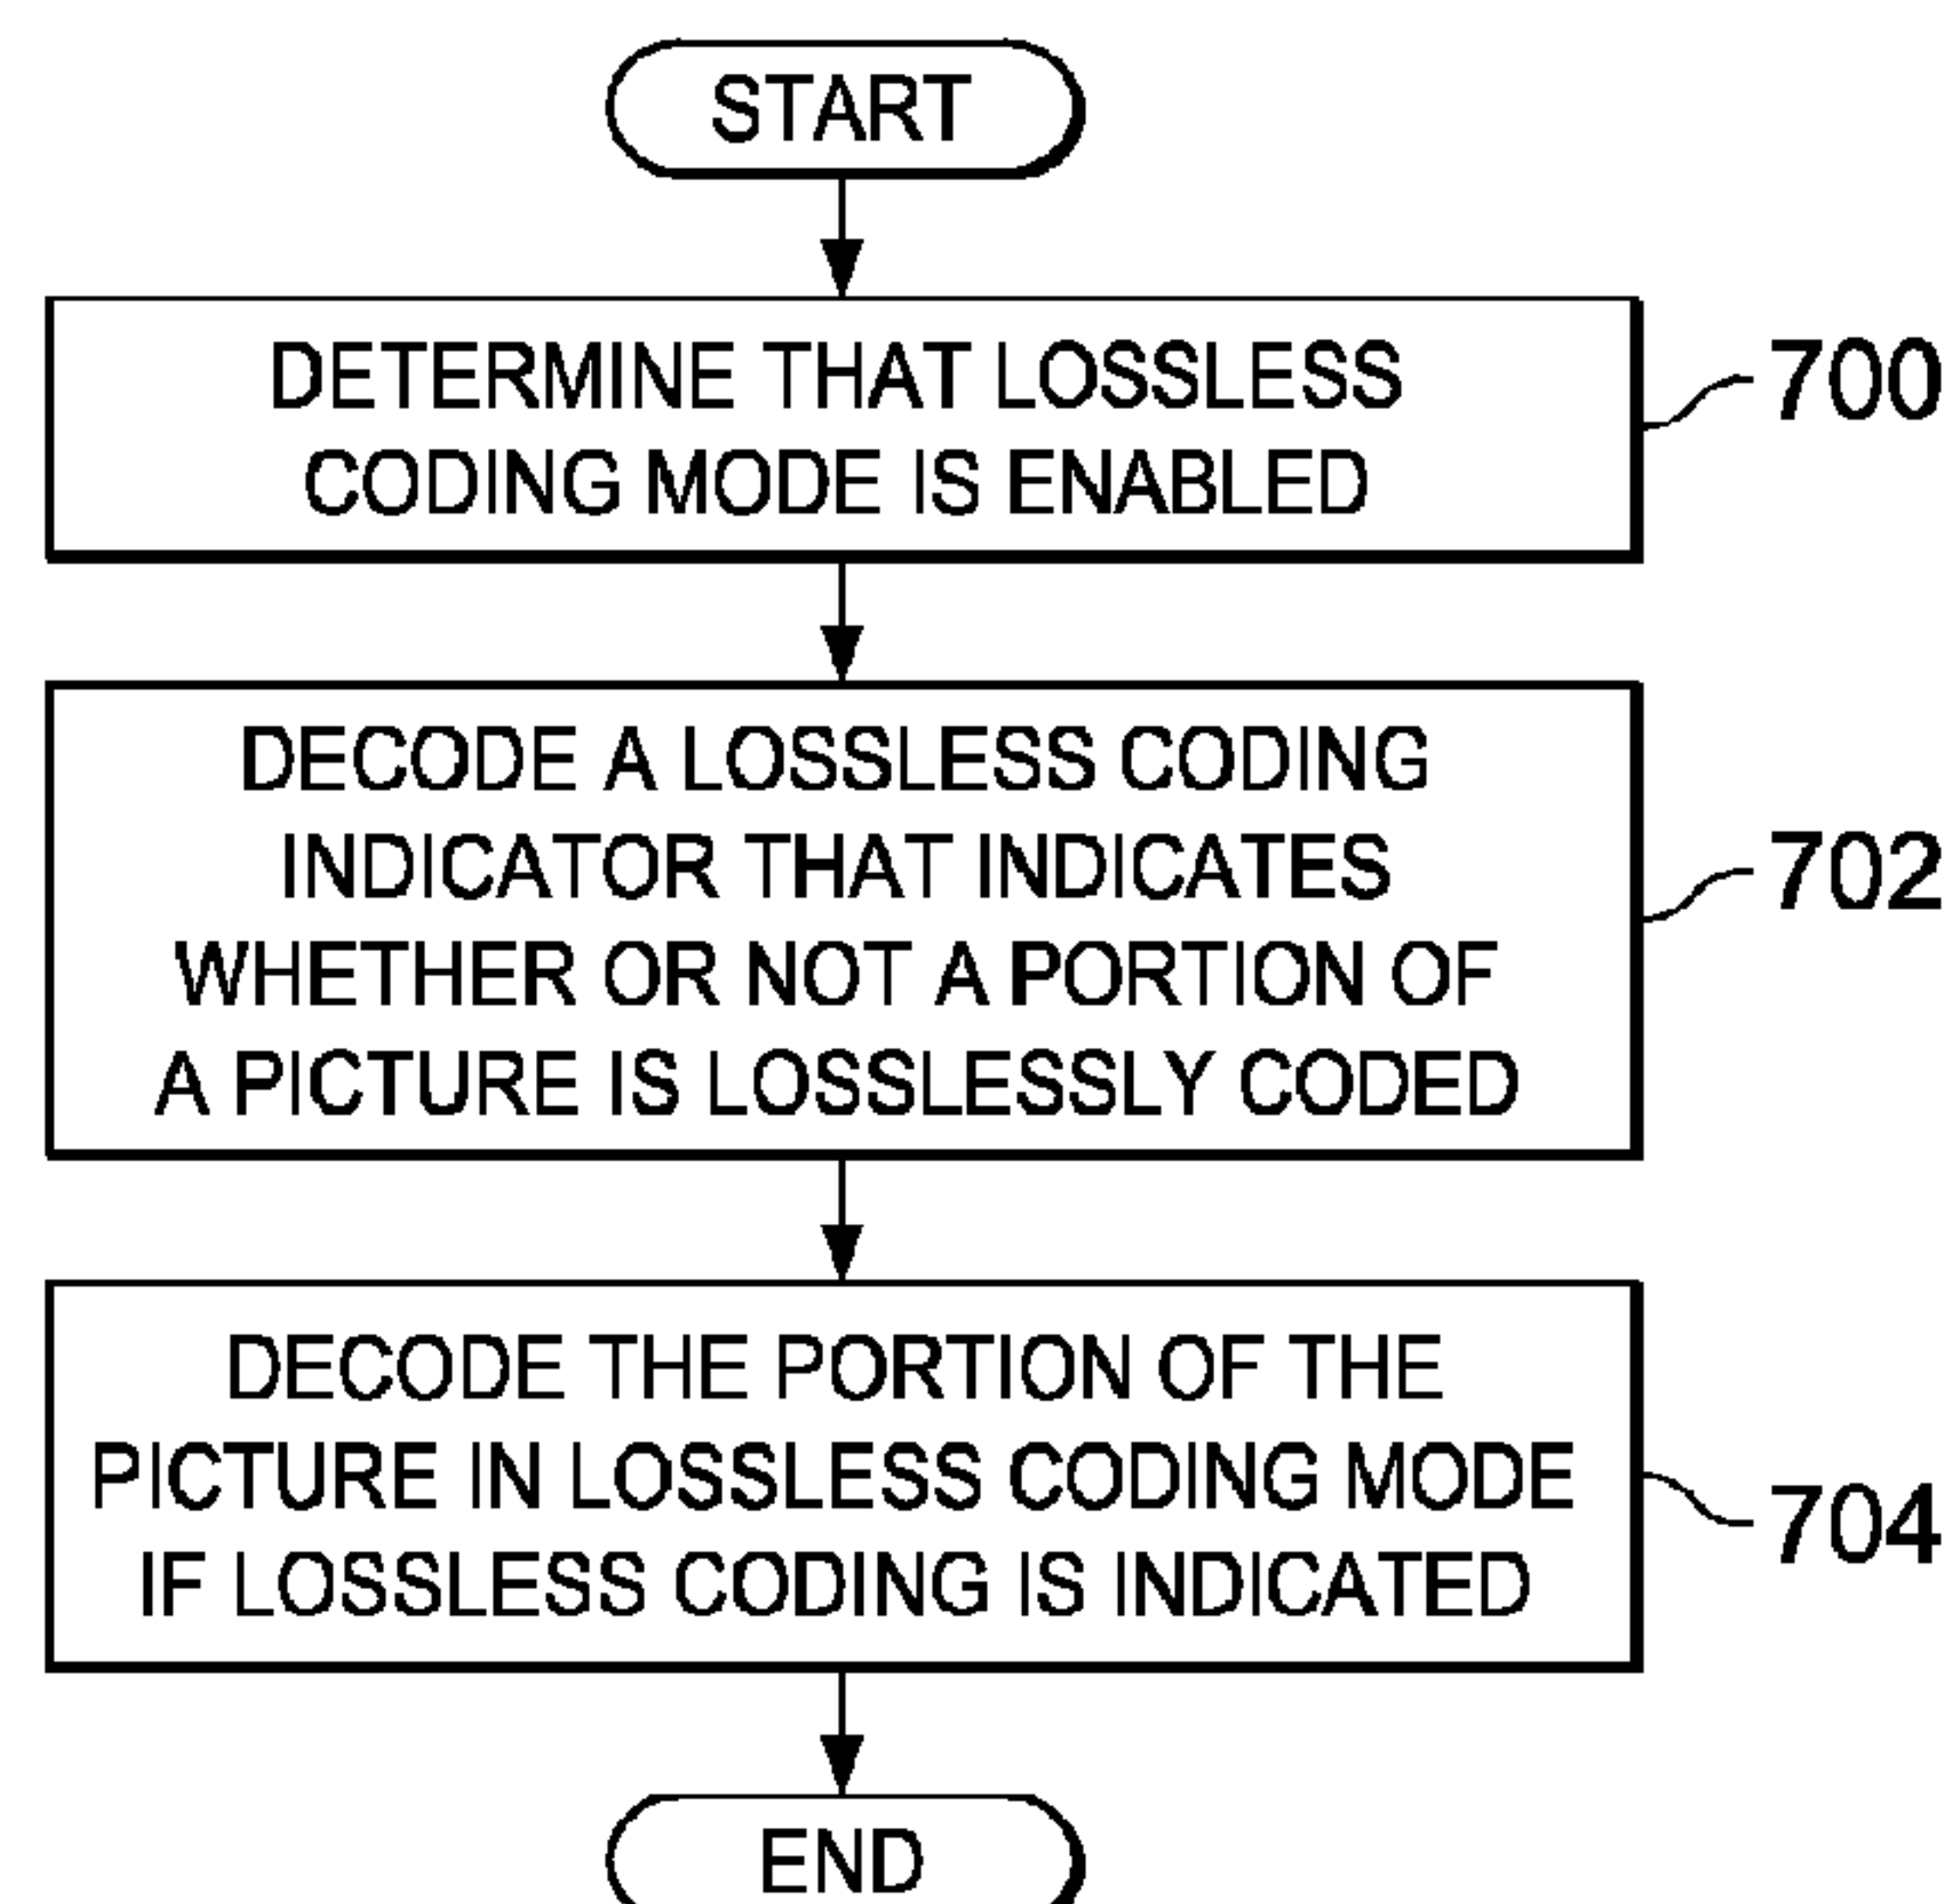 START
DETERMINE THAT LOSSLESS
CODING MODE IS ENABLED
700
DECODE A LOSSLESS CODING
INDICATOR THAT INDICATES
WHETHER OR NOT A PORTION OF
A PICTURE IS LOSSLESSLY CODED
702
DECODE THE PORTION OF THE
PICTURE IN LOSSLESS CODING MODE
IF LOSSLESS CODING IS INDICATED
704
END